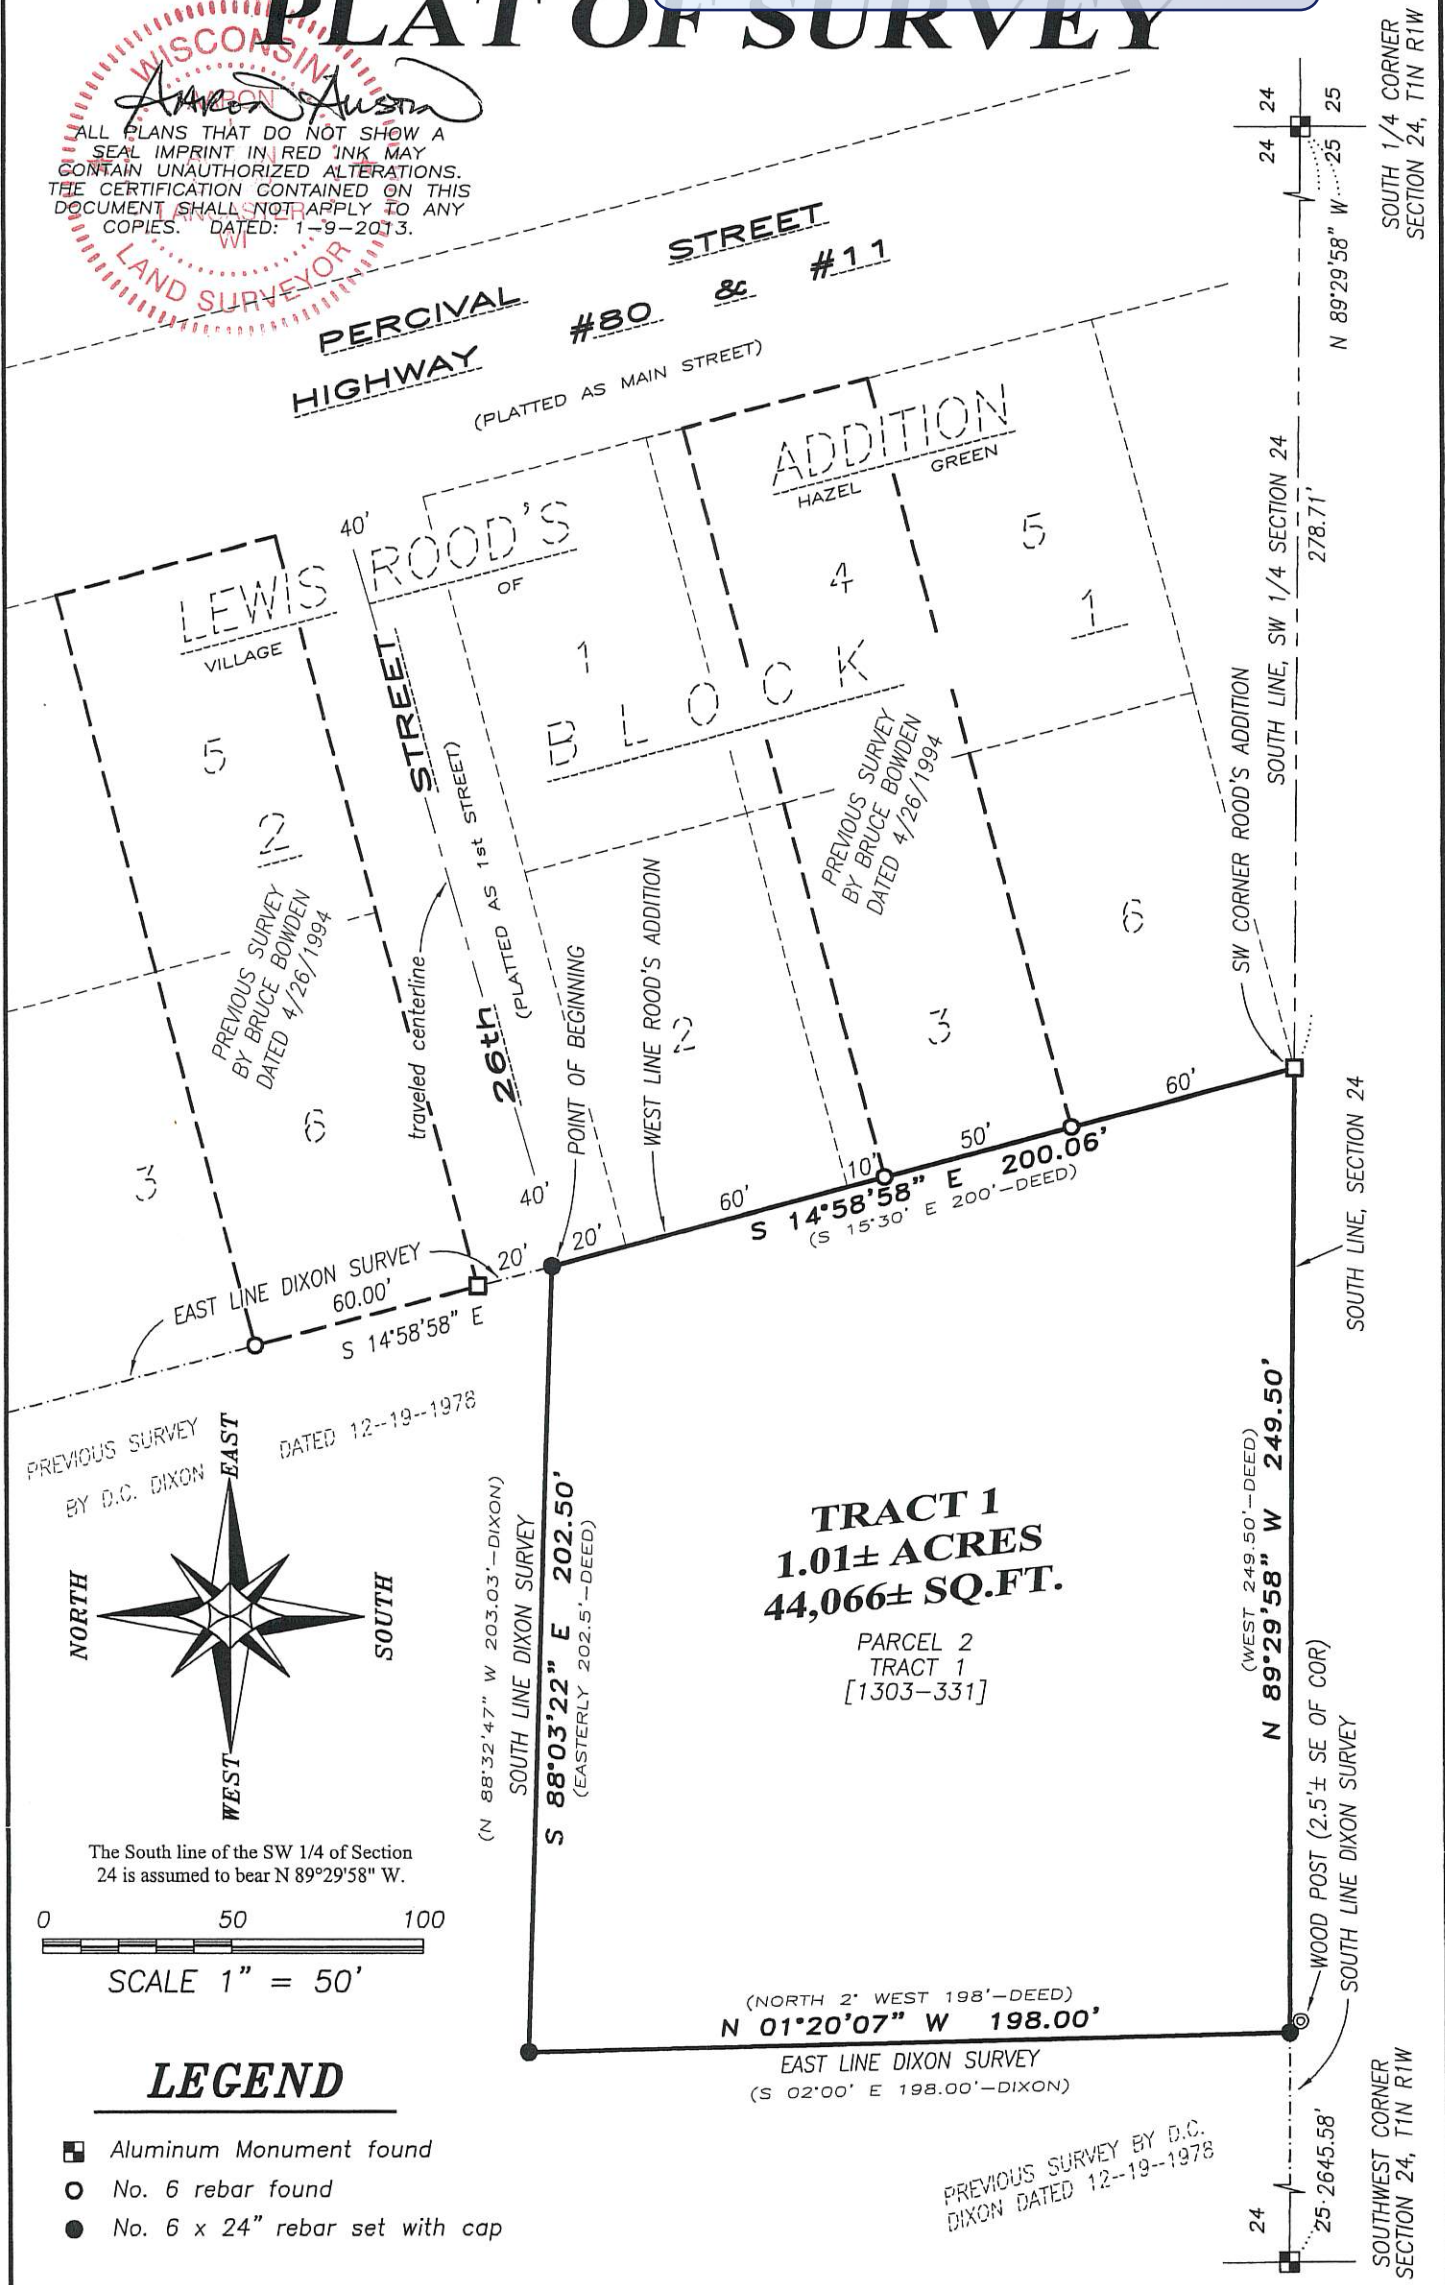 PLAT OF SURVEY
WISCONSIN
AARON
AUSTIN
LANCASTER
WI
LAND SURVEYOR
Aaron Austin
ALL PLANS THAT DO NOT SHOW A
SEAL IMPRINT IN RED INK MAY
CONTAIN UNAUTHORIZED ALTERATIONS.
THE CERTIFICATION CONTAINED ON THIS
DOCUMENT SHALL NOT APPLY TO ANY
COPIES. DATED: 1-9-2013.
PERCIVAL STREET
HIGHWAY #80 & #11
(PLATTED AS MAIN STREET)
24 25
24 25
SOUTH 1/4 CORNER
SECTION 24, T1N R1W
N 89°29'58" W
278.71'
SOUTH LINE, SW 1/4 SECTION 24
LEWIS ROOD'S ADDITION
VILLAGE OF HAZEL GREEN
BLOCK 1
40'
5
2
1
4
5
6
3
2
3
6
PREVIOUS SURVEY
BY BRUCE BOWDEN
DATED 4/26/1994
PREVIOUS SURVEY
BY BRUCE BOWDEN
DATED 4/26/1994
26th STREET
(PLATTED AS 1st STREET)
traveled centerline
40'
POINT OF BEGINNING
WEST LINE ROOD'S ADDITION
SW CORNER ROOD'S ADDITION
20'
20'
60'
10'
50'
60'
S 14°58'58" E 200.06'
(S 15°30' E 200'-DEED)
EAST LINE DIXON SURVEY
60.00'
S 14°58'58" E
PREVIOUS SURVEY DATED 12--19--1978
BY D.C. DIXON
SOUTH LINE, SECTION 24
EAST
NORTH
SOUTH
WEST
(N 88°32'47" W 203.03'-DIXON)
SOUTH LINE DIXON SURVEY
S 88°03'22" E 202.50'
(EASTERLY 202.5'-DEED)
TRACT 1
1.01± ACRES
44,066± SQ.FT.
PARCEL 2
TRACT 1
[1303-331]
(WEST 249.50'-DEED)
N 89°29'58" W 249.50'
WOOD POST (2.5'± SE OF COR)
SOUTH LINE DIXON SURVEY
The South line of the SW 1/4 of Section
24 is assumed to bear N 89°29'58" W.
0 50 100
SCALE 1" = 50'
(NORTH 2° WEST 198'-DEED)
N 01°20'07" W 198.00'
EAST LINE DIXON SURVEY
(S 02°00' E 198.00'-DIXON)
LEGEND
Aluminum Monument found
No. 6 rebar found
No. 6 x 24" rebar set with cap
PREVIOUS SURVEY BY D.C.
DIXON DATED 12--19--1978
24
25
2645.58'
SOUTHWEST CORNER
SECTION 24, T1N R1W